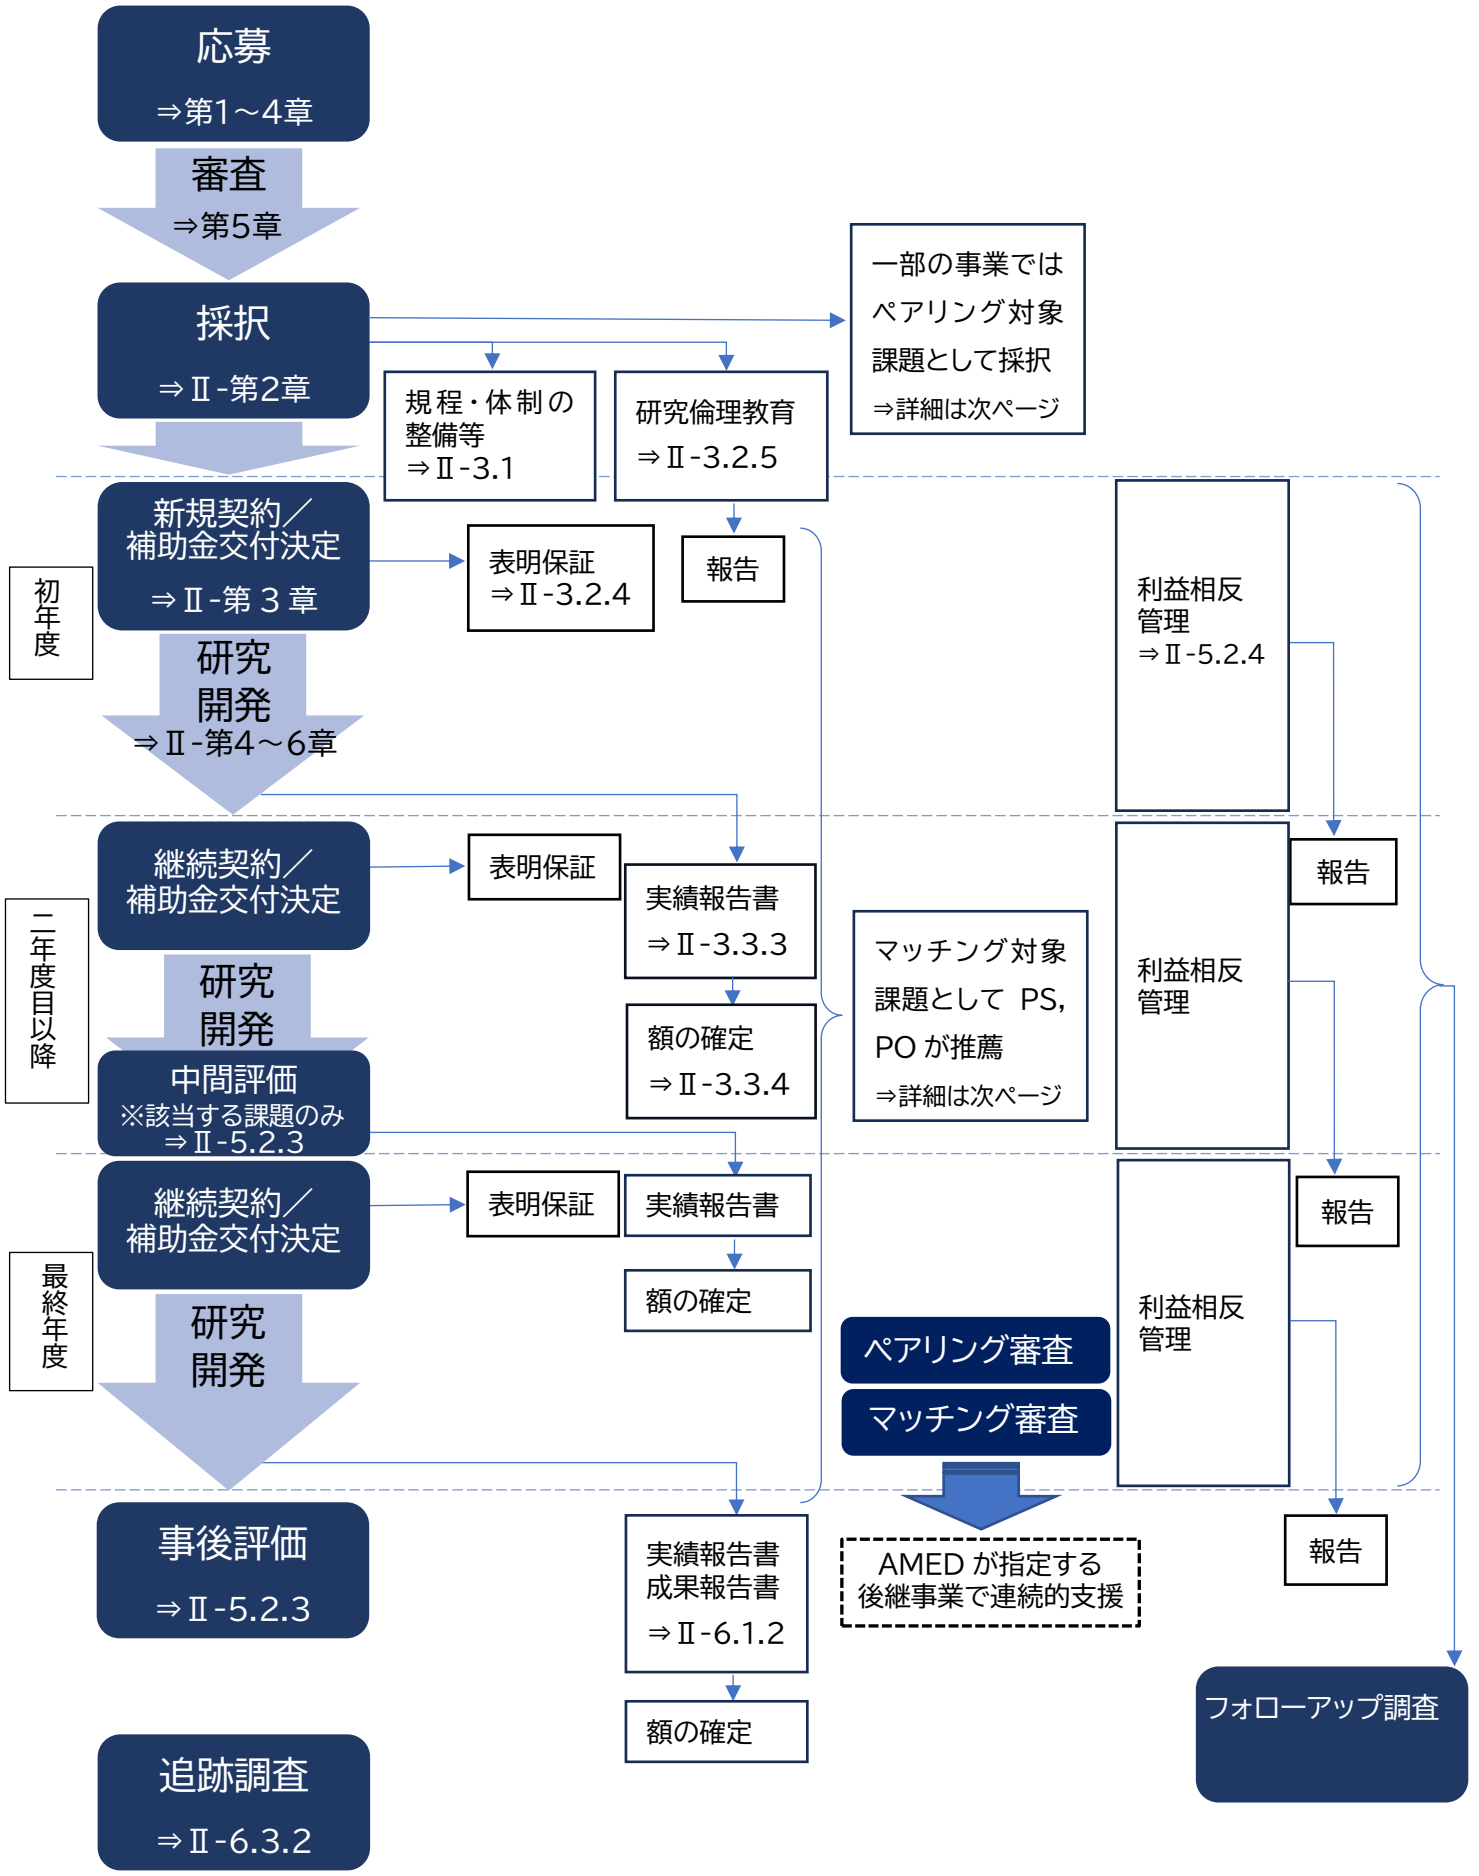 応募
⇒第1～4章
審査
⇒第5章
採択
⇒Ⅱ-第2章
一部の事業では
ペアリング対象
課題として採択
⇒詳細は次ページ
規程・体制の
整備等
⇒Ⅱ-3.1
研究倫理教育
⇒Ⅱ-3.2.5
初年度
新規契約／
補助金交付決定
⇒Ⅱ-第３章
表明保証
⇒Ⅱ-3.2.4
報告
利益相反
管理
⇒Ⅱ-5.2.4
研究
開発
⇒Ⅱ-第4～6章
二年度目以降
継続契約／
補助金交付決定
表明保証
実績報告書
⇒Ⅱ-3.3.3
報告
研究
開発
額の確定
⇒Ⅱ-3.3.4
マッチング対象
課題として PS,
PO が推薦
⇒詳細は次ページ
利益相反
管理
中間評価
※該当する課題のみ
⇒Ⅱ-5.2.3
最終年度
継続契約／
補助金交付決定
表明保証
実績報告書
報告
額の確定
研究
開発
ペアリング審査
マッチング審査
利益相反
管理
事後評価
⇒Ⅱ-5.2.3
実績報告書
成果報告書
⇒Ⅱ-6.1.2
AMED が指定する
後継事業で連続的支援
報告
額の確定
フォローアップ調査
追跡調査
⇒Ⅱ-6.3.2